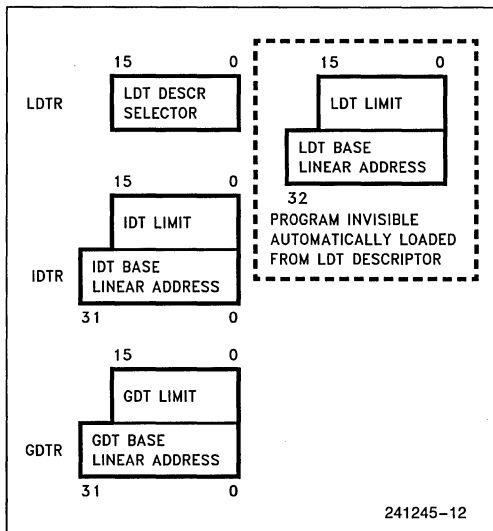 15 0
LDTR
LDT DESCR
SELECTOR
15 0
LDT LIMIT
LDT BASE
LINEAR ADDRESS
32
PROGRAM INVISIBLE
AUTOMATICALLY LOADED
FROM LDT DESCRIPTOR
15 0
IDT LIMIT
IDTR
IDT BASE
LINEAR ADDRESS
31 0
15 0
GDT LIMIT
GDTR
GDT BASE
LINEAR ADDRESS
31 0
241245–12